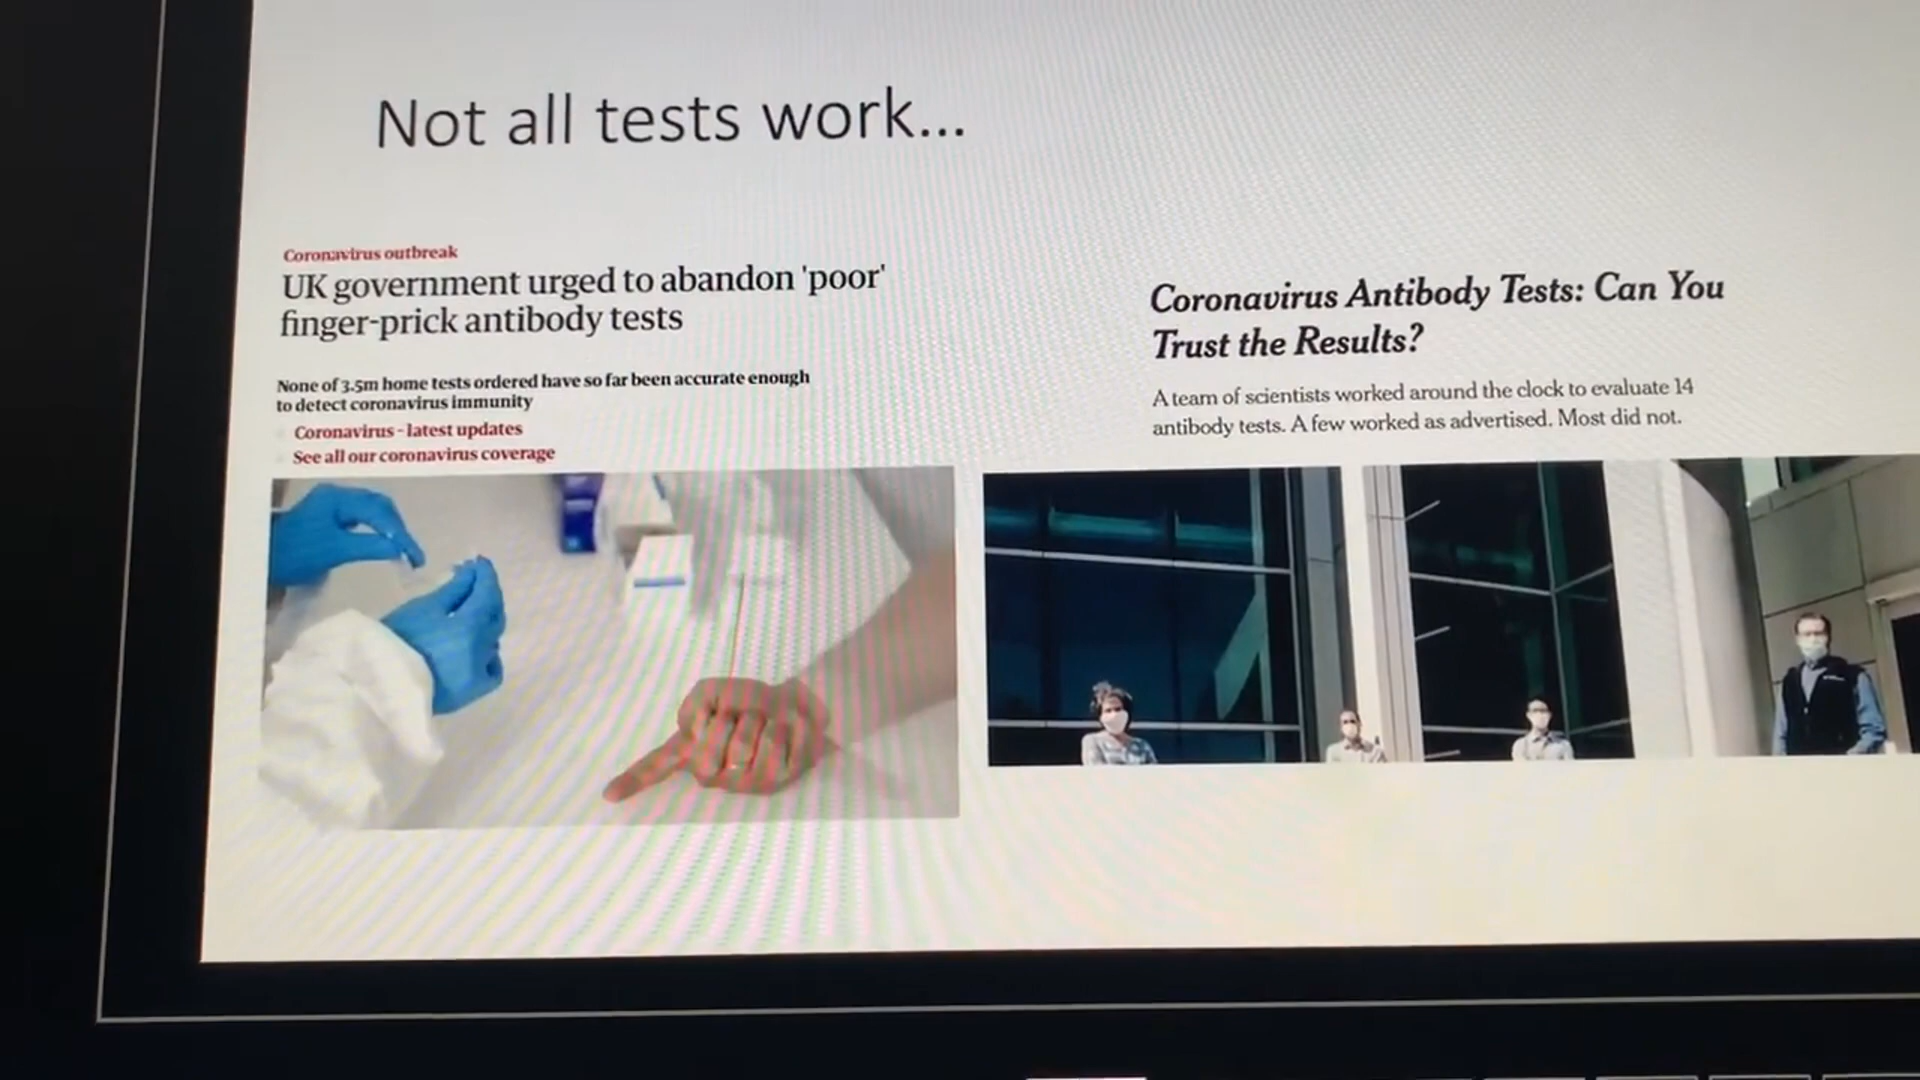 Not all tests work...
Coronavirus outbreak
UK government urged to abandon 'poor'
finger-prick antibody tests
None of 3.5m home tests ordered have so far been accurate enough
to detect coronavirus immunity
Coronavirus - latest updates
See all our coronavirus coverage
Coronavirus Antibody Tests: Can You
Trust the Results?
A team of scientists worked around the clock to evaluate 14
antibody tests. A few worked as advertised. Most did not.